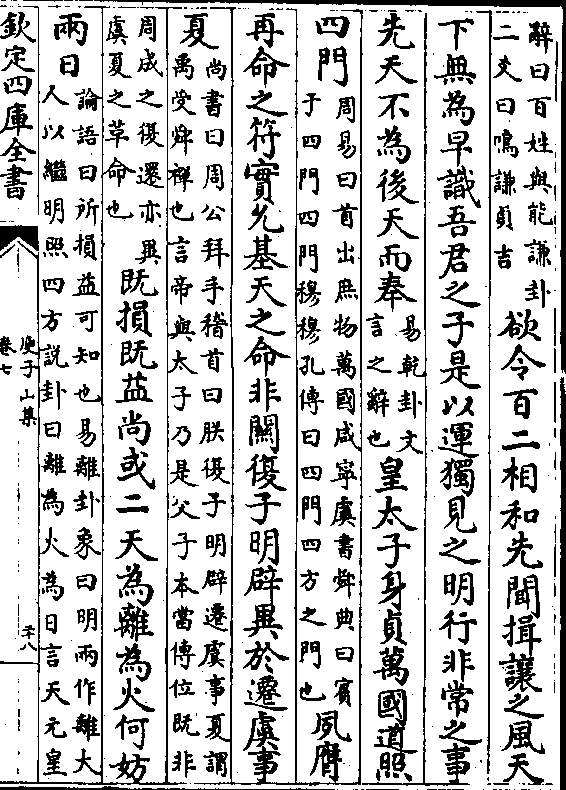 辭曰百姓與能謙卦
二爻曰鳴謙貞吉
欲令百二相和先聞揖讓之風天
下無為早識吾君之子是以運獨見之明行非常之事
先天不為後天而奉
易乾卦文
言之辭也
皇太子身貞萬國道照
四門
周易曰首出庶物萬國咸寧虞書舜典曰賓
于四門四門穆穆孔傳曰四門四方之門也
夙膺
再命之符實允基天之命非關復子明辟異於遷虞事
夏
尚書曰周公拜手稽首曰朕復子明辟遷虞事夏謂
禹受舜禪也言帝與太子乃是父子本當傳位既非
周成之復遷亦異
虞夏之草命也
既損既益尚或二天為離為火何妨
兩日
論語曰所損益可知也易離卦象曰明兩作離大
人以繼明照四方説卦曰離為火為日言天元皇
欽定四庫全書
庾子山集
卷七